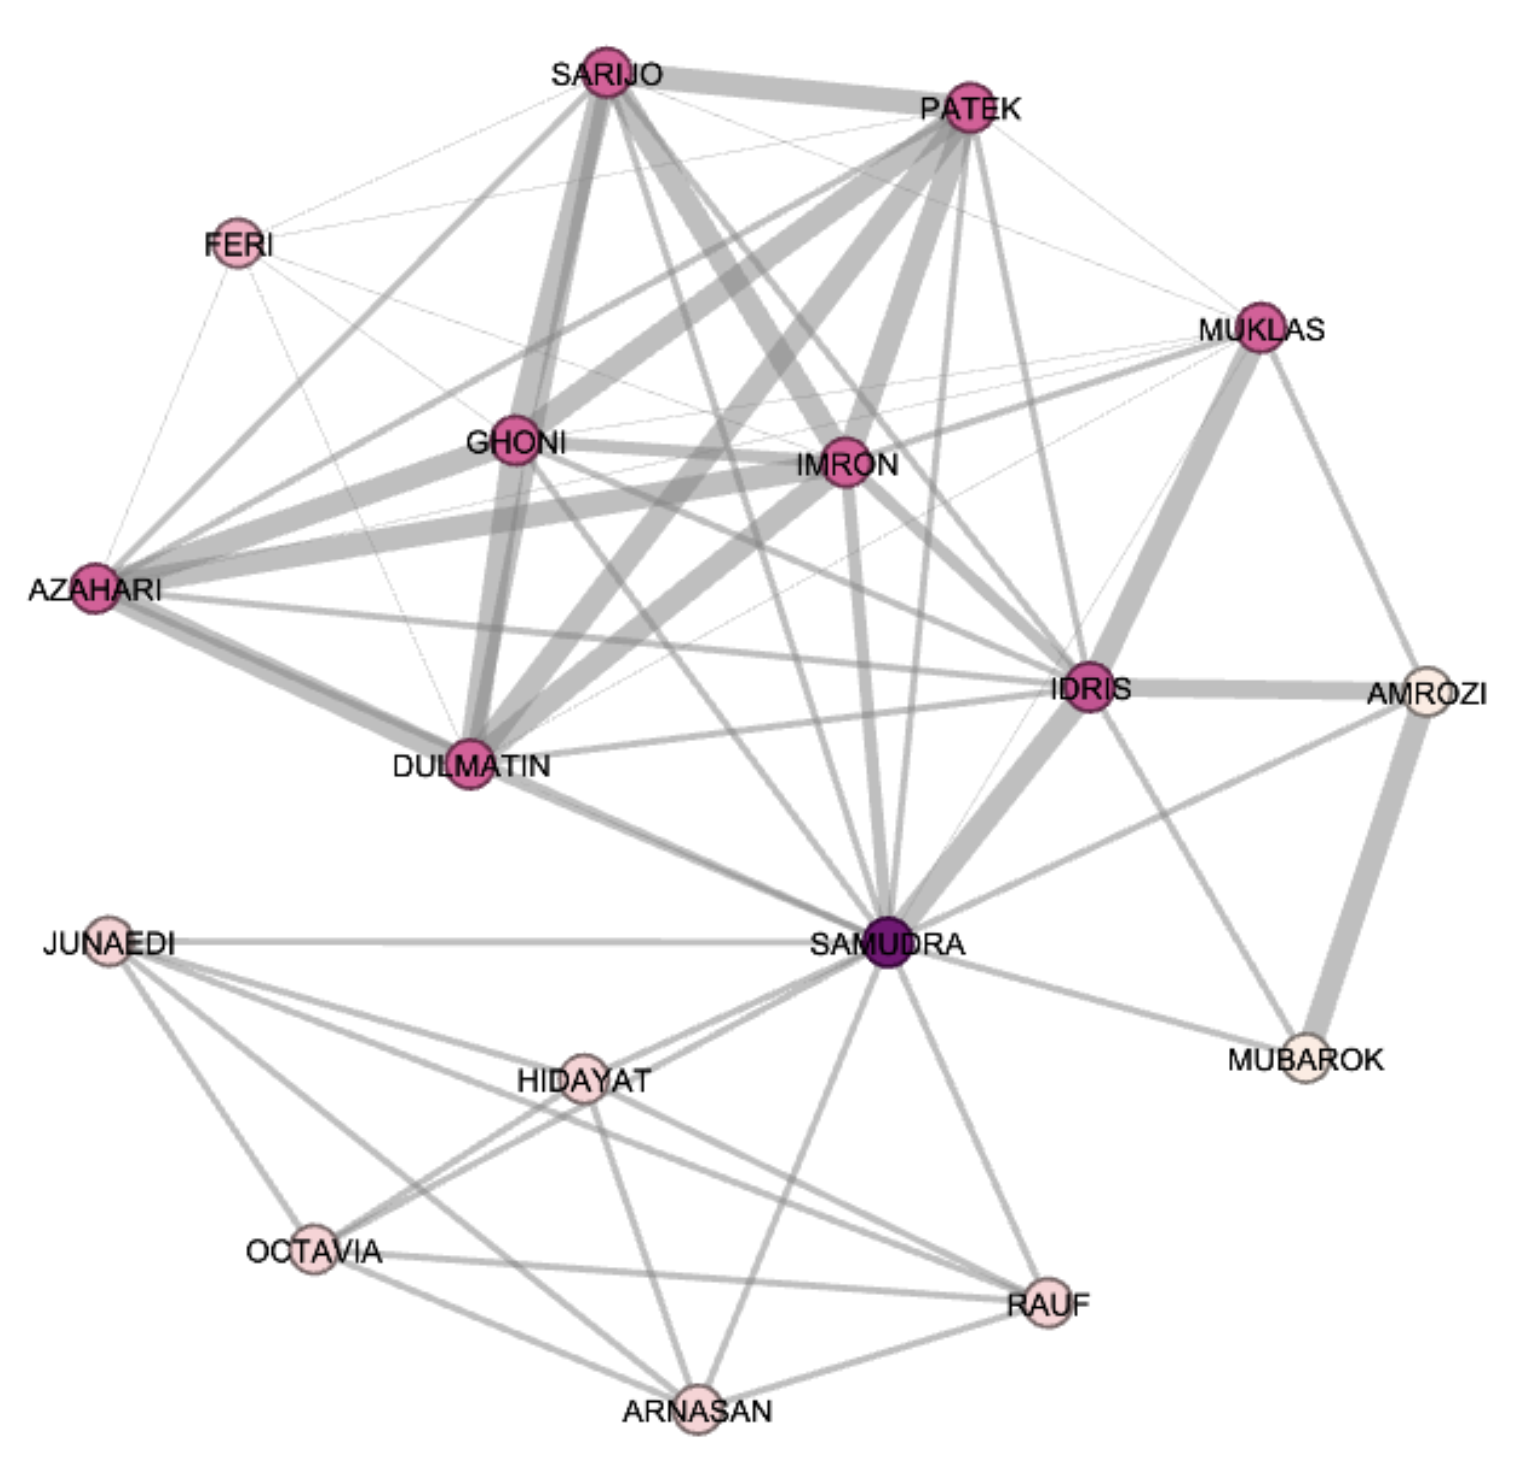 SARIJO
PATEK
FERI
MUKLAS
GHONI
IMRON
AZAHARI
IDRIS
AMROZI
DULMATIN
JUNAEDI
SAMUDRA
MUBAROK
HIDAYAT
OCTAVIA
RAUF
ARNASAN